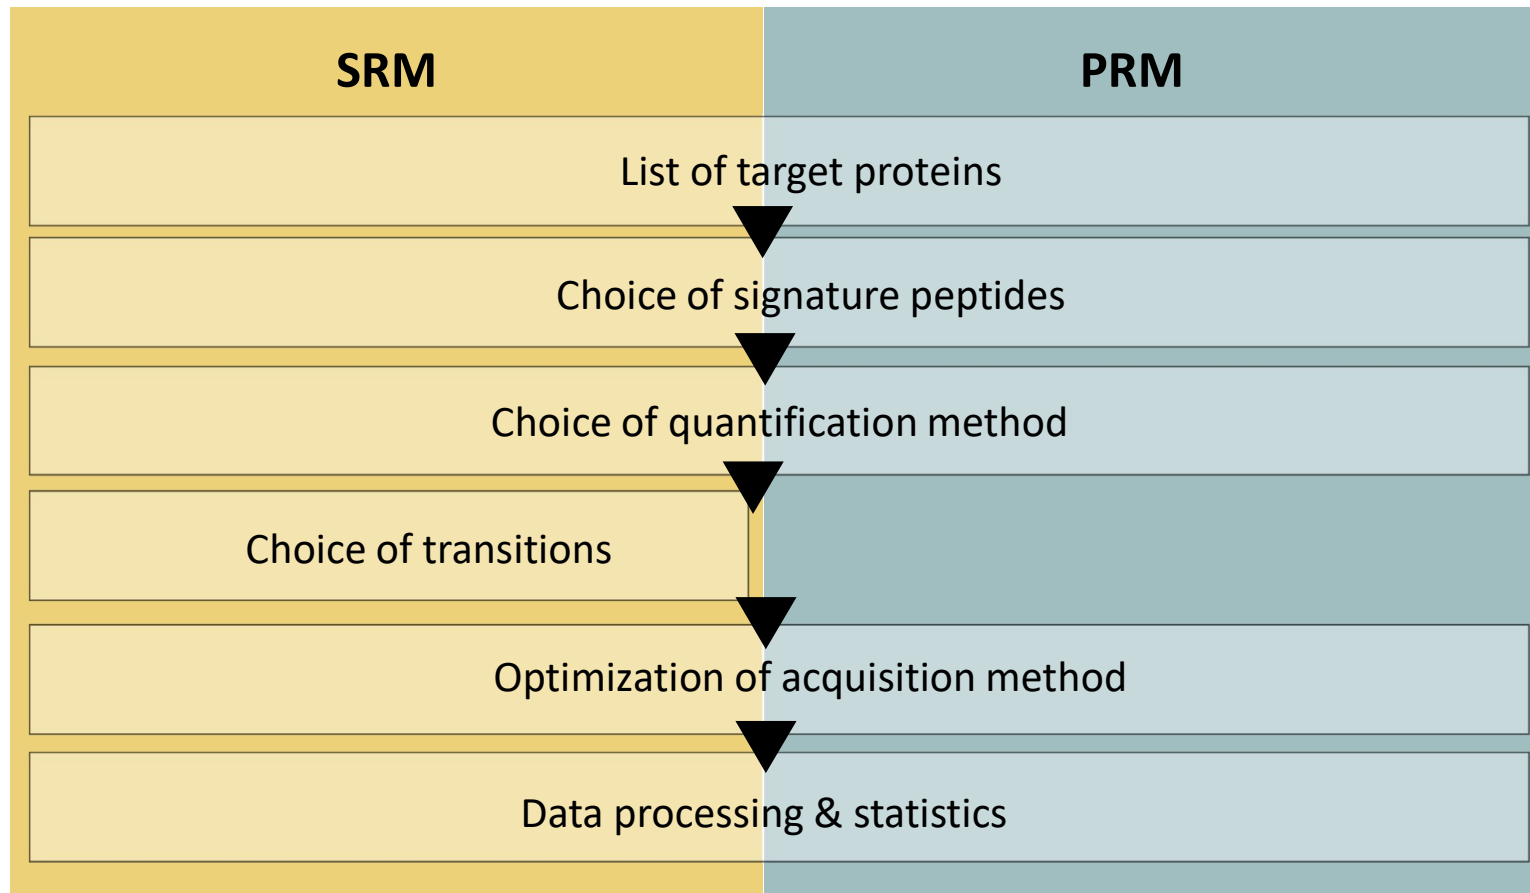 SRM
PRM
List of target proteins
Choice of signature peptides
Choice of quantification method
Choice of transitions
Optimization of acquisition method
Data processing & statistics